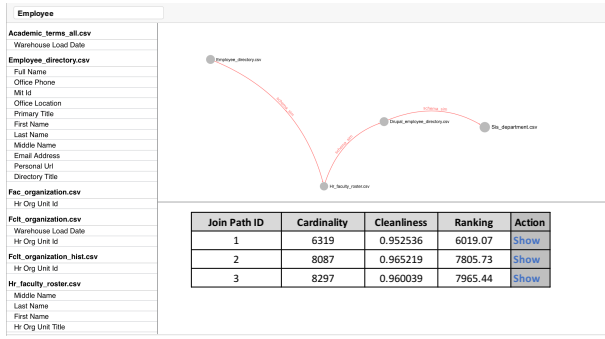 Employee
Academic_terms_all.csv
Warehouse Load Date
Employee_directory.csv
Full Name
Office Phone
Mit Id
Office Location
Primary Title
First Name
Last Name
Middle Name
Email Address
Personal Url
Directory Title
Fac_organization.csv
Hr Org Unit Id
Fclt_organization.csv
Warehouse Load Date
Hr Org Unit Id
Fclt_organization_hist.csv
Hr Org Unit Id
Hr_faculty_roster.csv
Middle Name
Last Name
First Name
Hr Org Unit Title
Employee_directory.csv
schema_sim
Drupal_employee_directory.csv
schema_sim
Sis_department.csv
schema_sim
Hr_faculty_roster.csv
Join Path ID Cardinality Cleanliness Ranking Action
1 6319 0.952536 6019.07 Show
2 8087 0.965219 7805.73 Show
3 8297 0.960039 7965.44 Show